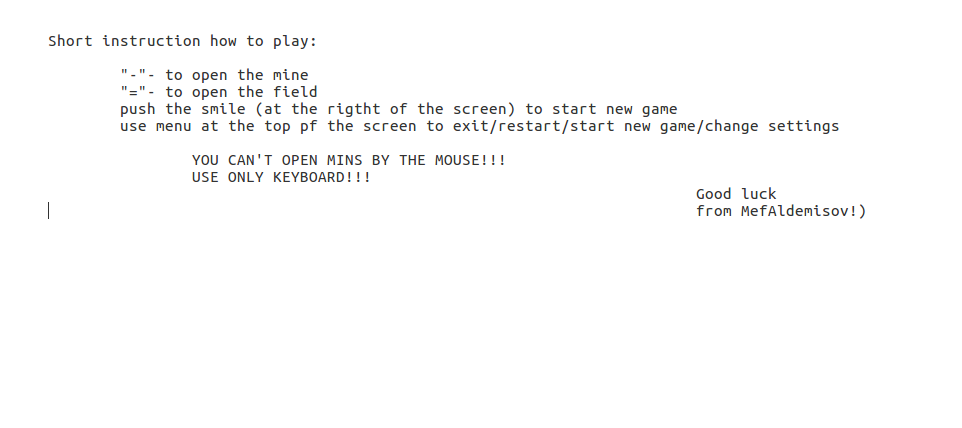 Short instruction how to play:
"-"- to open the mine
"="- to open the field
push the smile (at the rigtht of the screen) to start new game
use menu at the top pf the screen to exit/restart/start new game/change settings
YOU CAN'T OPEN MINS BY THE MOUSE!!!
USE ONLY KEYBOARD!!!
Good luck
from MefAldemisov!)